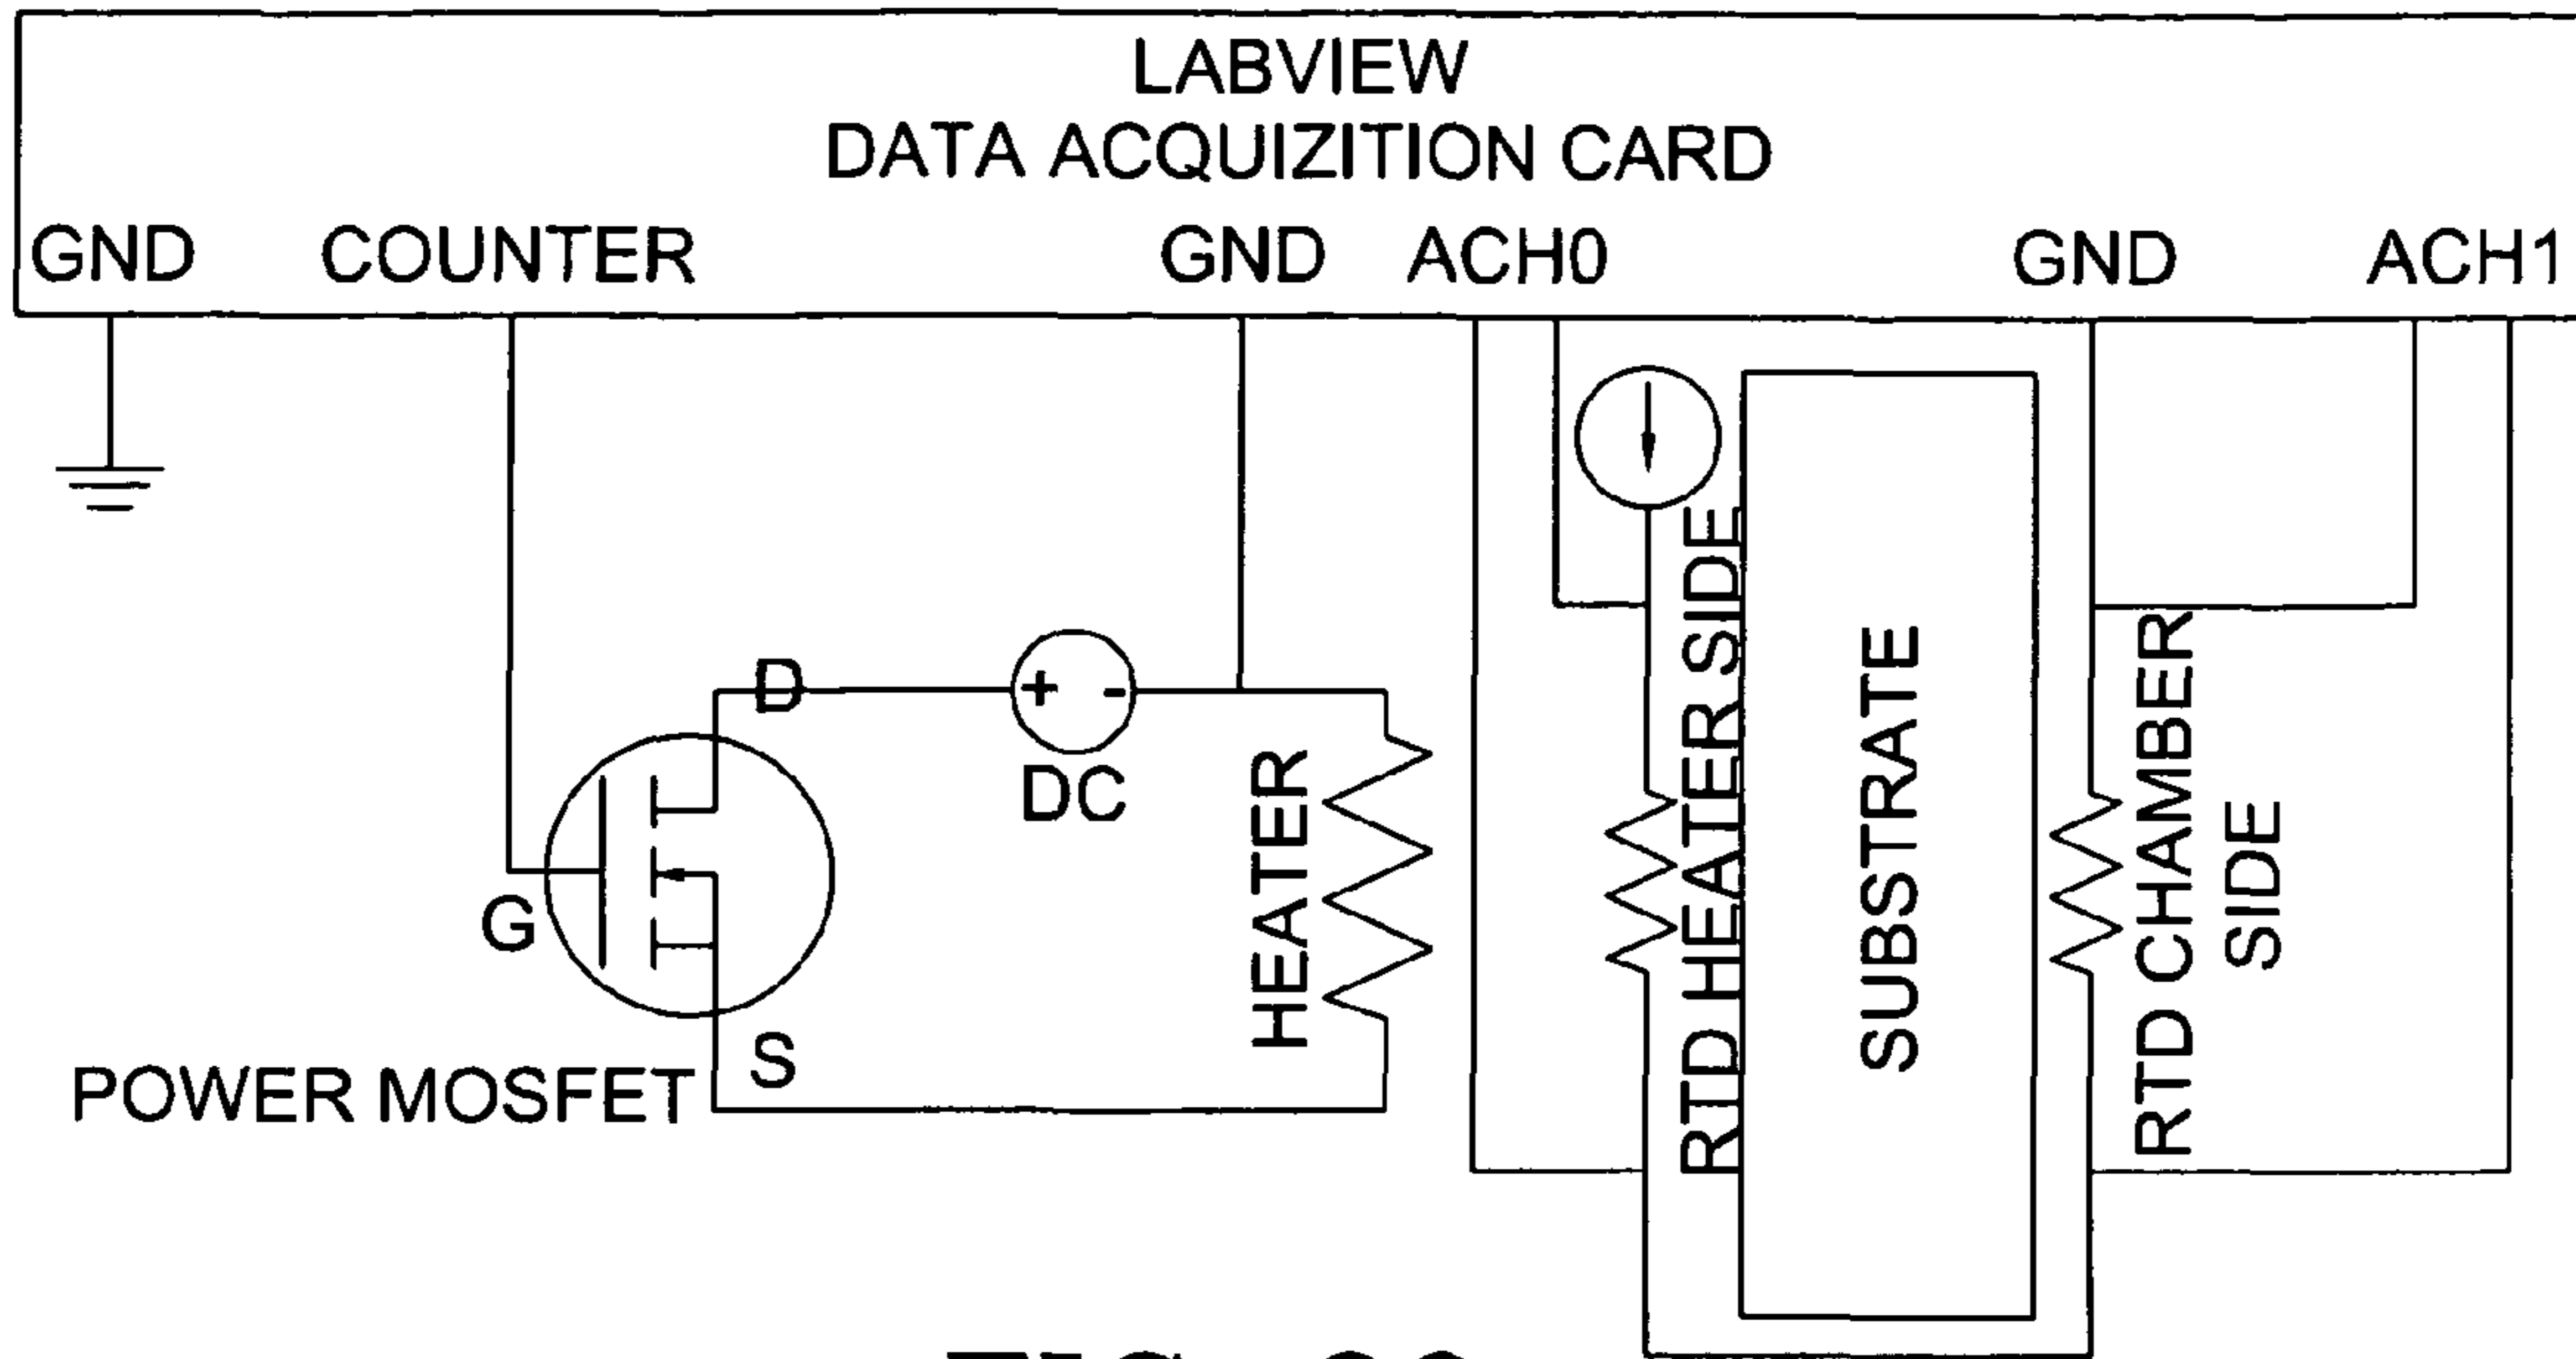 LABVIEW
DATA ACQUIZITION CARD
GND COUNTER GND ACH0 GND ACH1
D
+ -
DC
G
S
POWER MOSFET
HEATER
RTD HEATER SIDE
SUBSTRATE
RTD CHAMBER
SIDE